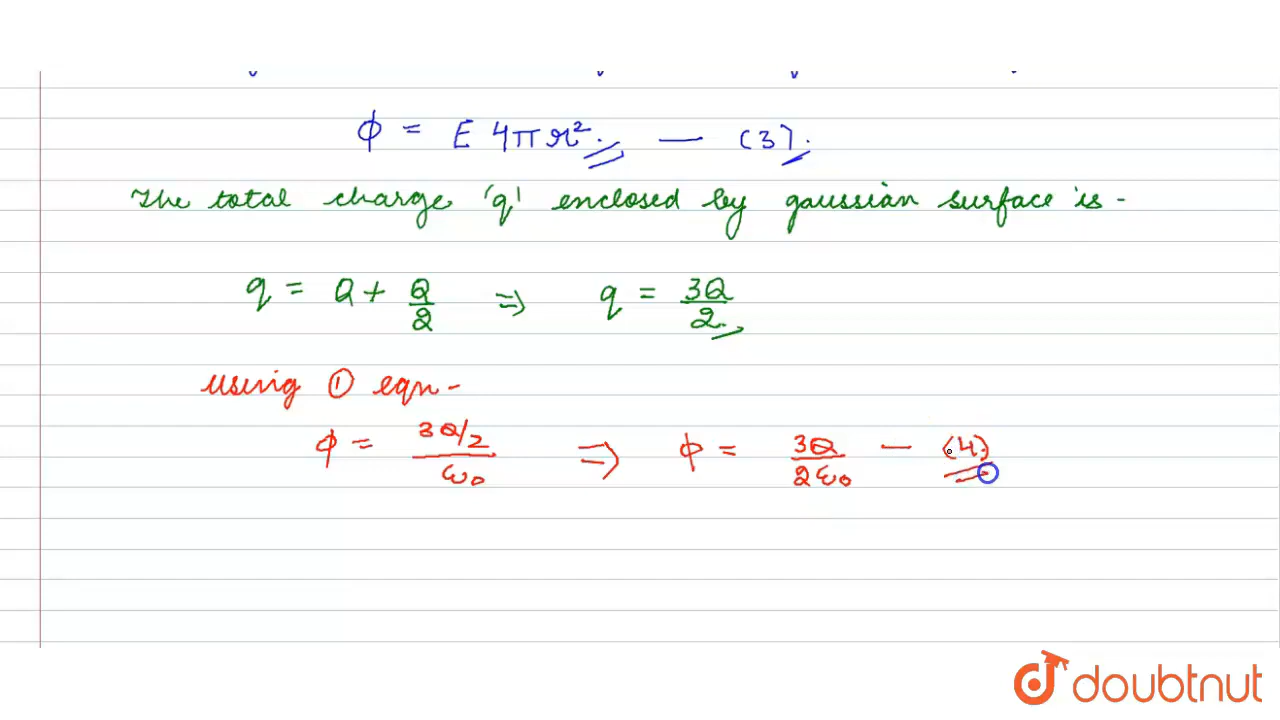 ϕ = E 4πr². — (3).
The total charge 'q' enclosed by gaussian surface is -
q = Q + Q/2 ⇒ q = 3Q/2.
using ① eqn -
ϕ = 3Q/2/ε₀ ⇒ ϕ = 3Q/2ε₀ — (4)
doubtnut